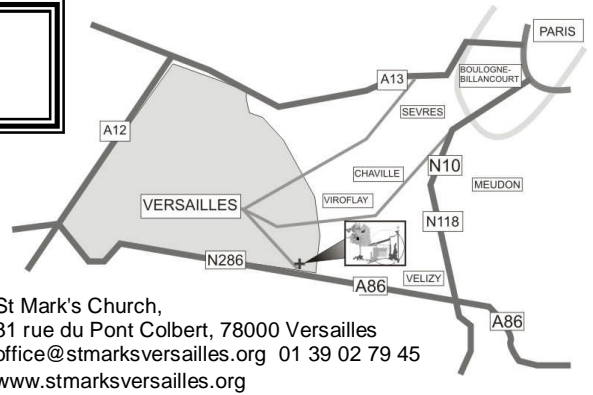 PARIS
BOULOGNE-
BILLANCOURT
A13
SEVRES
A12
CHAVILLE
N10
MEUDON
VERSAILLES
VIROFLAY
N118
N286
VELIZY
A86
A86
St Mark's Church,
31 rue du Pont Colbert, 78000 Versailles
office@stmarksversailles.org 01 39 02 79 45
www.stmarksversailles.org